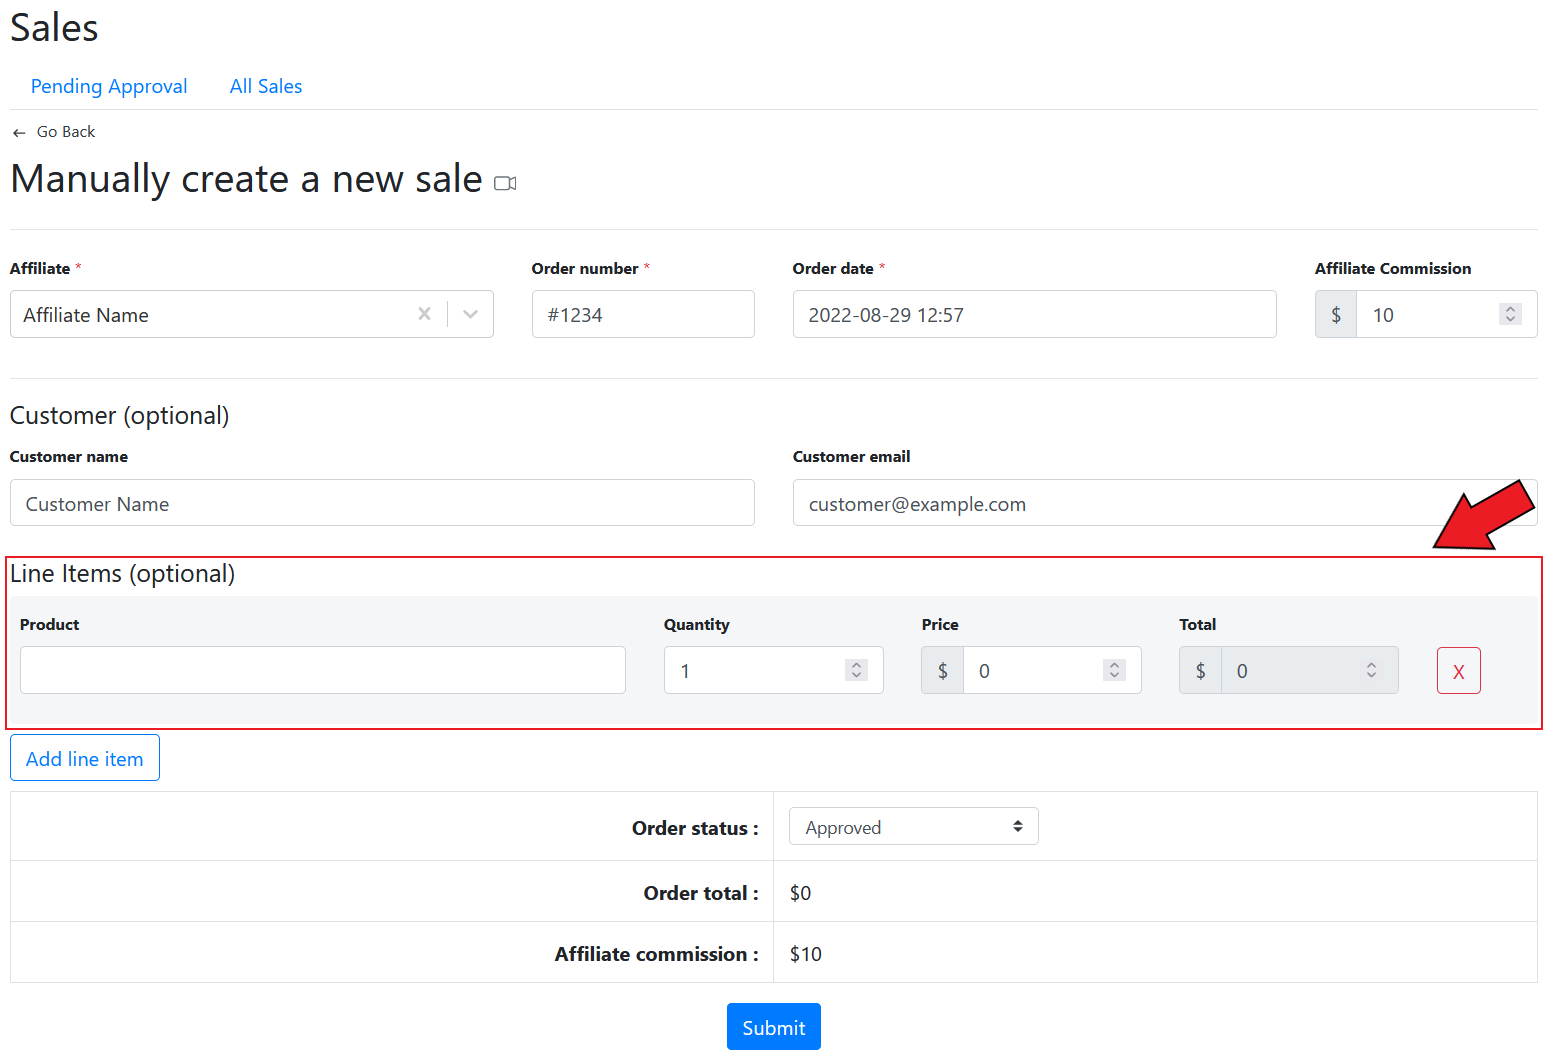 Sales
Pending Approval All Sales
← Go Back
Manually create a new sale
Affiliate * Order number * Order date * Affiliate Commission
Affiliate Name #1234 2022-08-29 12:57 $ 10
Customer (optional)
Customer name Customer email
Customer Name customer@example.com
Line Items (optional)
Product Quantity Price Total
1 $ 0 $ 0 X
Add line item
Order status : Approved
Order total : $0
Affiliate commission : $10
Submit